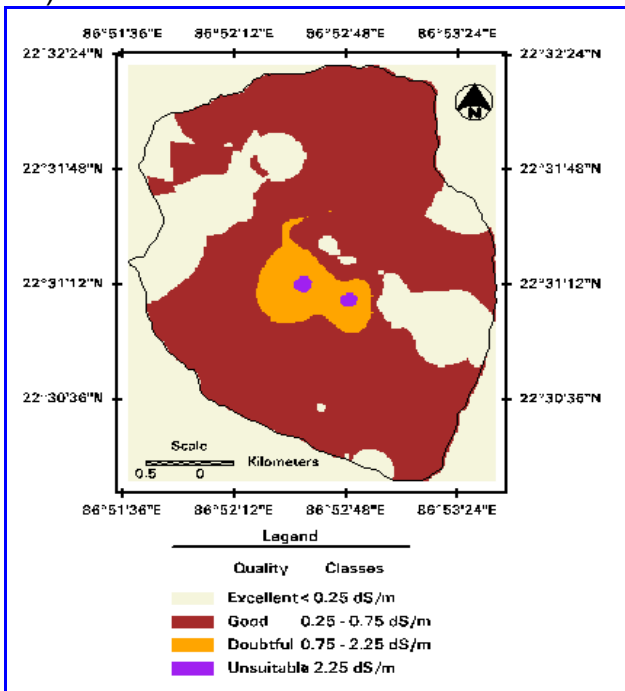 86°51'36"E 86°52'12"E 86°52'48"E 86°53'24"E
22°32'24"N 22°32'24"N
N
22°31'48"N 22°31'48"N
22°31'12"N 22°31'12"N
22°30'36"N 22°30'36"N
Scale
Kilometers
0.5 0
86°51'36"E 86°52'12"E 86°52'48"E 86°53'24"E
Legend
Quality Classes
Excellent < 0.25 dS/m
Good 0.25 - 0.75 dS/m
Doubtful 0.75 - 2.25 dS/m
Unsuitable 2.25 dS/m